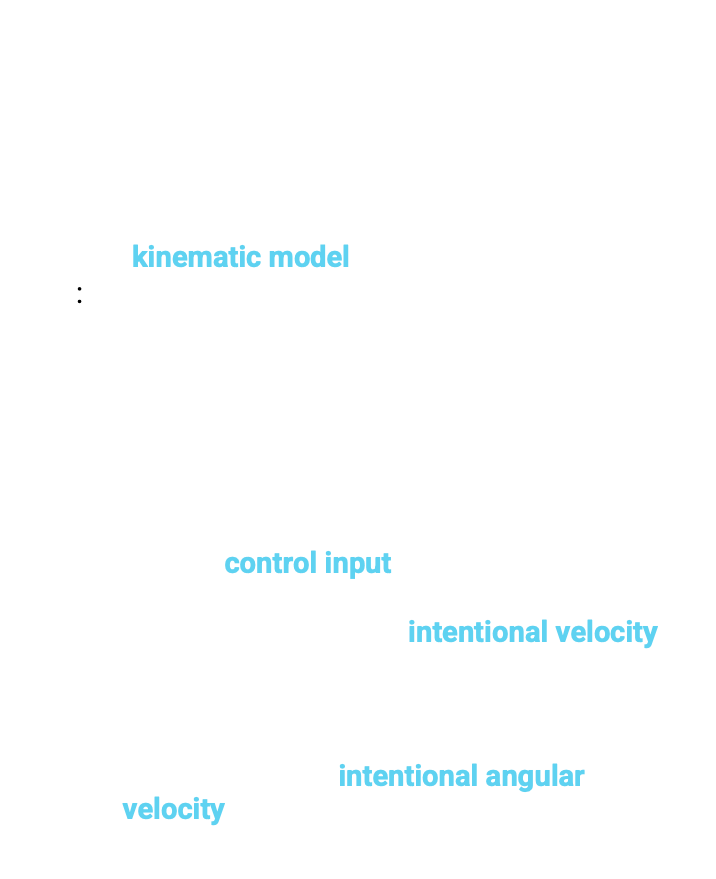 kinematic model
:
control input
intentional velocity
intentional angular
velocity